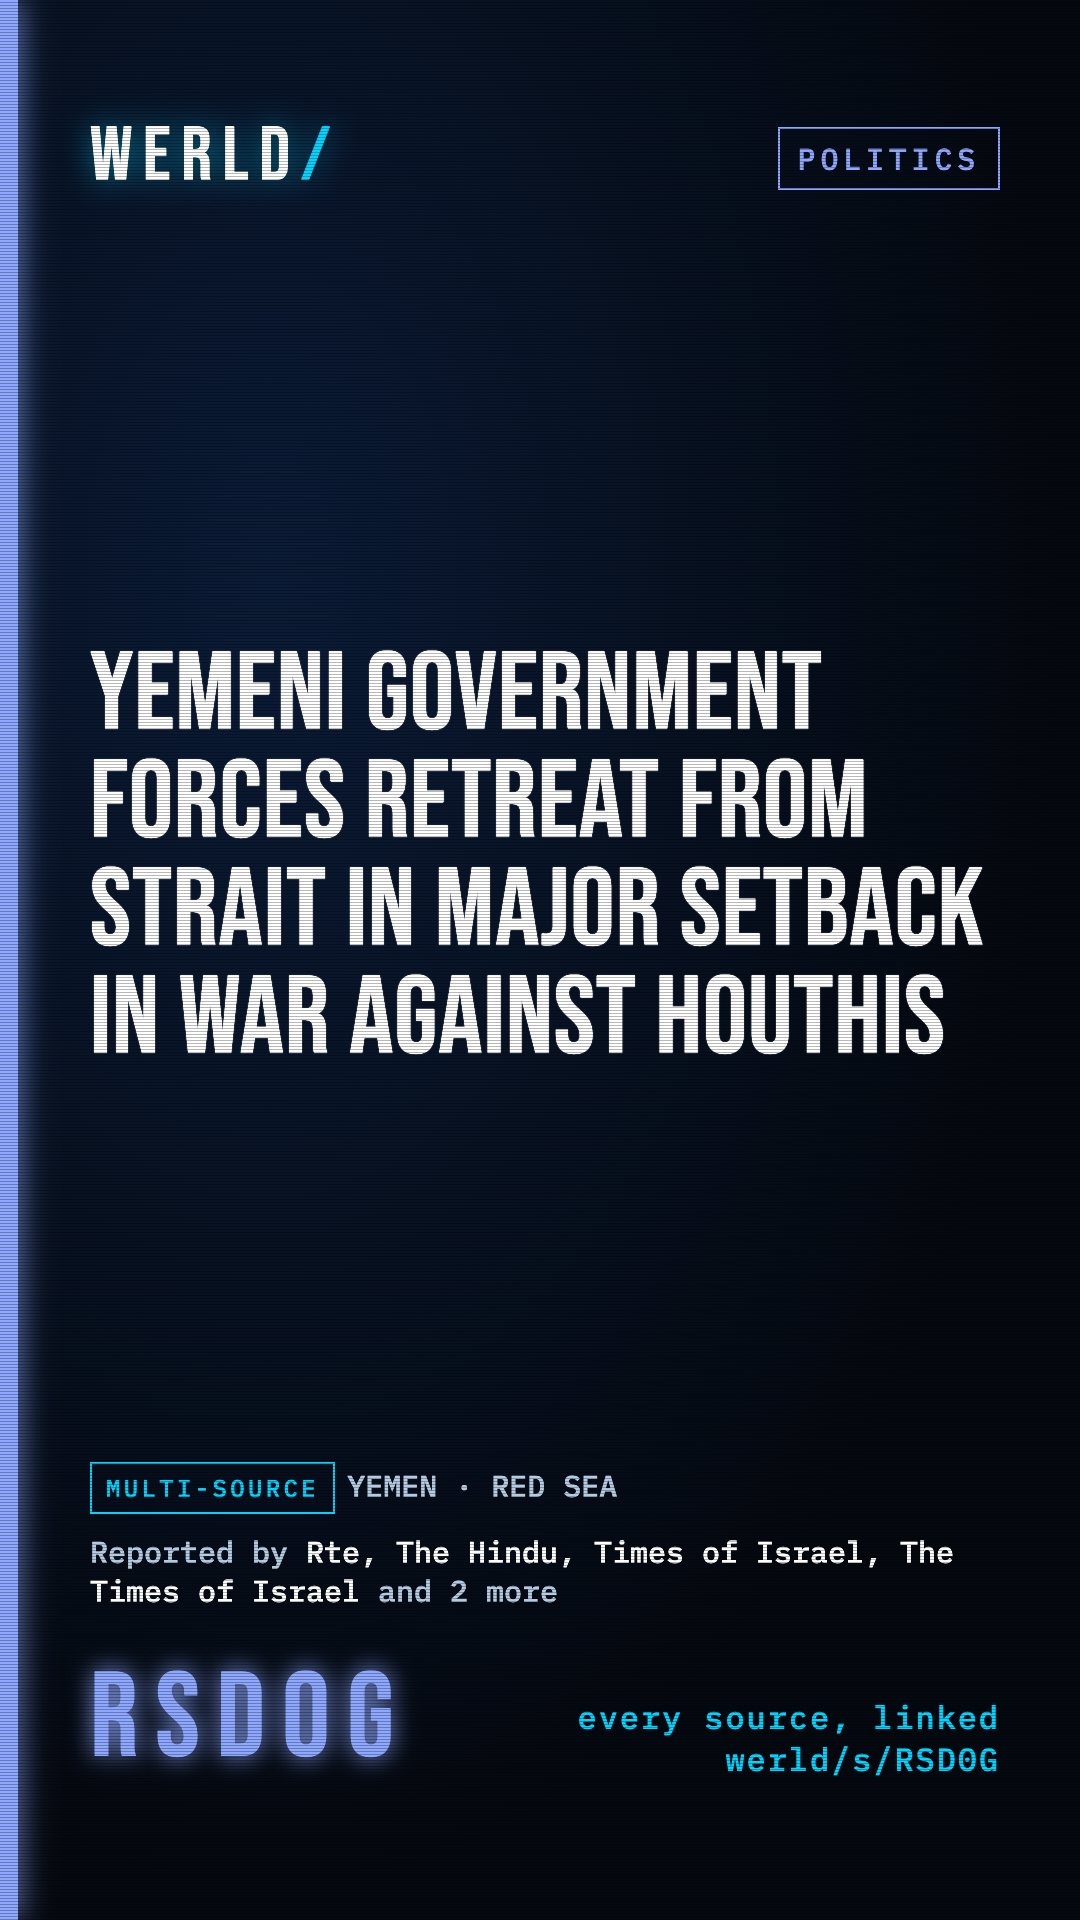 WERLD/
POLITICS
YEMENI GOVERNMENT
FORCES RETREAT FROM
STRAIT IN MAJOR SETBACK
IN WAR AGAINST HOUTHIS
MULTI-SOURCE YEMEN · RED SEA
Reported by Rte, The Hindu, Times of Israel, The
Times of Israel and 2 more
RSD0G
every source, linked
werld/s/RSD0G